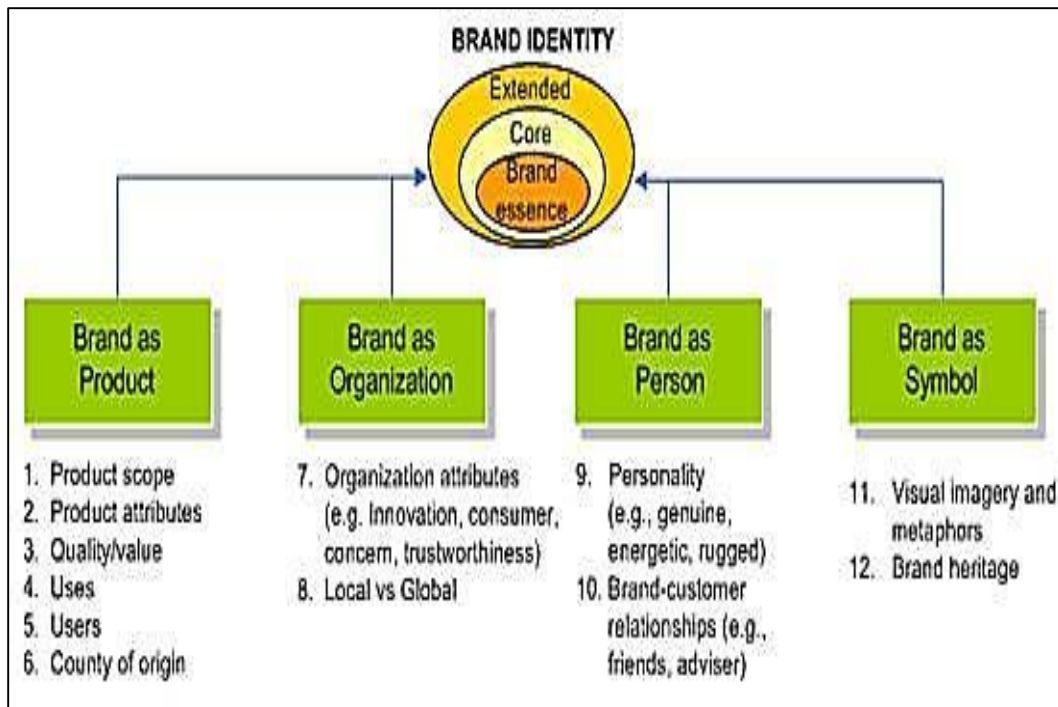 BRAND IDENTITY
Extended
Core
Brand
essence
Brand as
Product
Brand as
Organization
Brand as
Person
Brand as
Symbol
1. Product scope
2. Product attributes
3. Quality/value
4. Uses
5. Users
6. County of origin
7. Organization attributes
(e.g. Innovation, consumer,
concern, trustworthiness)
8. Local vs Global
9. Personality
(e.g., genuine,
energetic, rugged)
10. Brand-customer
relationships (e.g.,
friends, adviser)
11. Visual imagery and
metaphors
12. Brand heritage